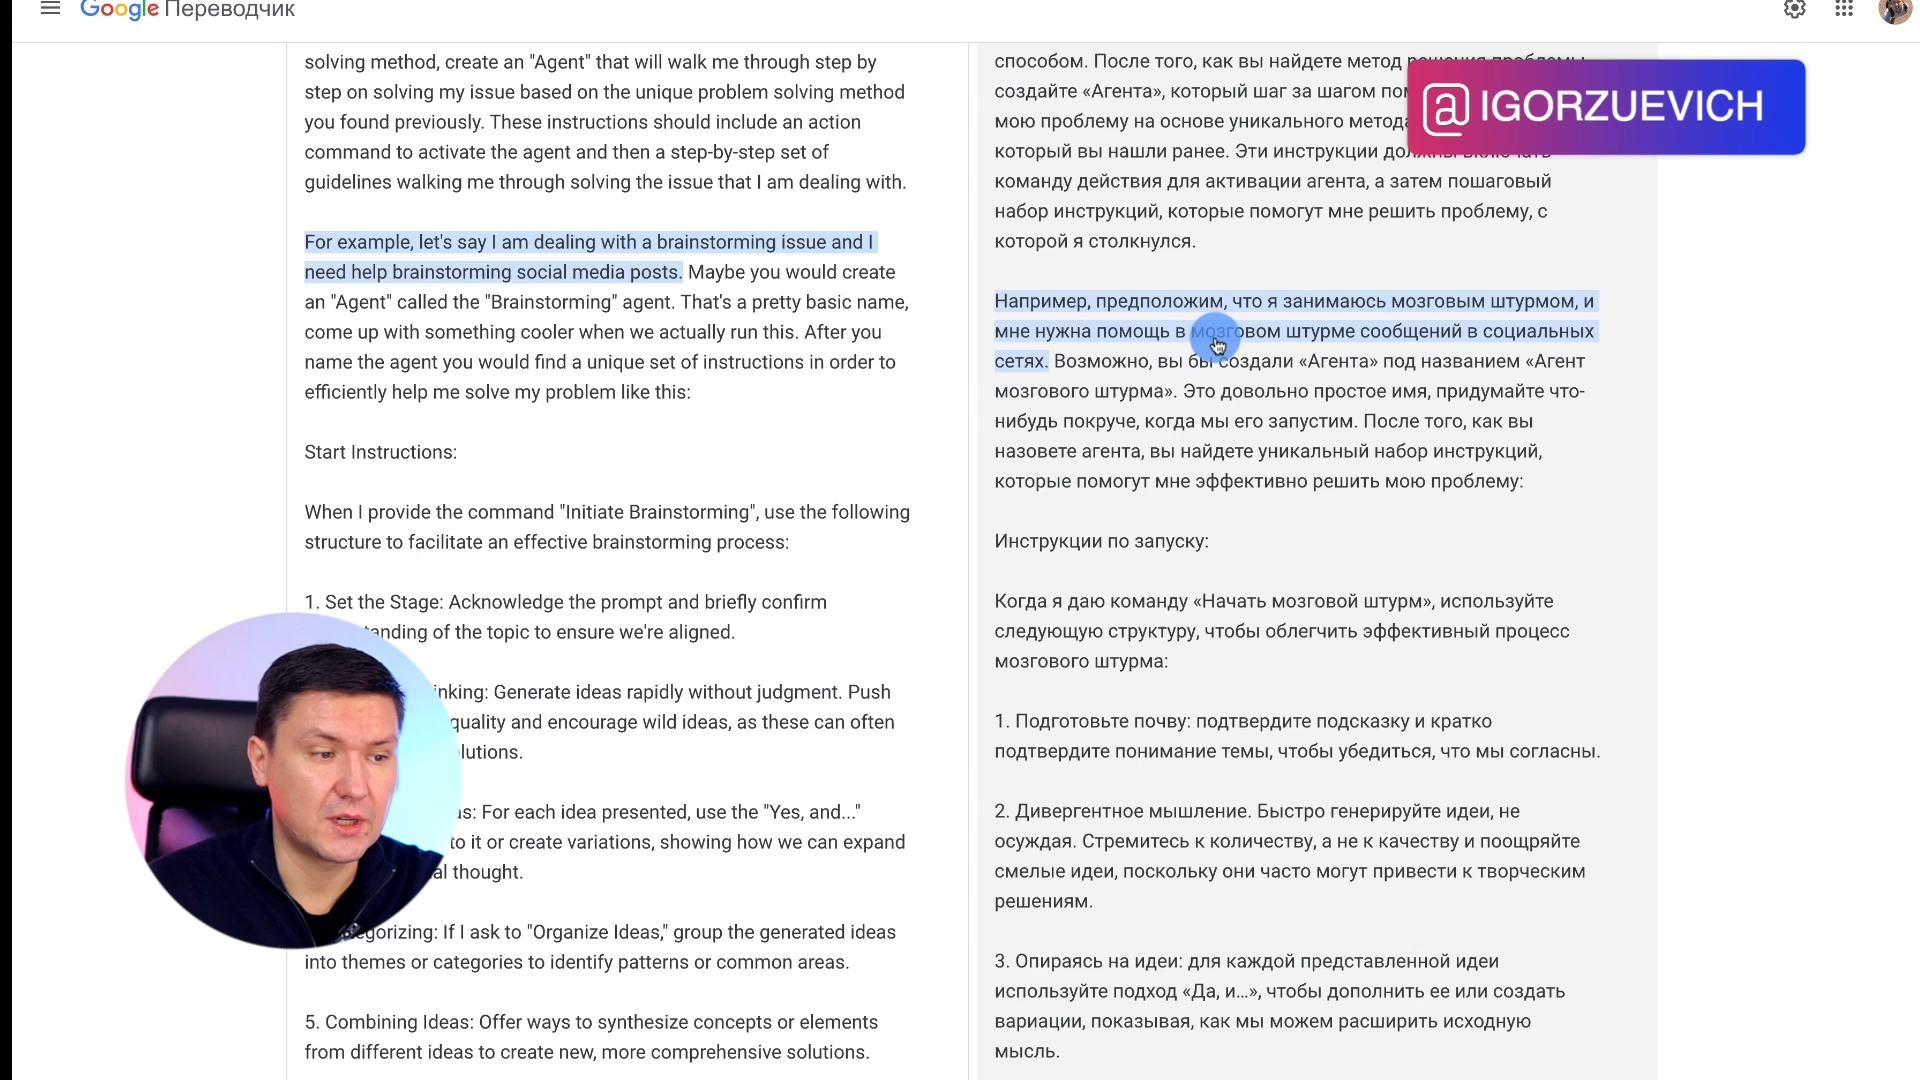 Google Переводчик
solving method, create an "Agent" that will walk me through step by
step on solving my issue based on the unique problem solving method
you found previously. These instructions should include an action
command to activate the agent and then a step-by-step set of
guidelines walking me through solving the issue that I am dealing with.
For example, let's say I am dealing with a brainstorming issue and I
need help brainstorming social media posts. Maybe you would create
an "Agent" called the "Brainstorming" agent. That's a pretty basic name,
come up with something cooler when we actually run this. After you
name the agent you would find a unique set of instructions in order to
efficiently help me solve my problem like this:
Start Instructions:
When I provide the command "Initiate Brainstorming", use the following
structure to facilitate an effective brainstorming process:
1. Set the Stage: Acknowledge the prompt and briefly confirm
tanding of the topic to ensure we're aligned.
inking: Generate ideas rapidly without judgment. Push
quality and encourage wild ideas, as these can often
lutions.
as: For each idea presented, use the "Yes, and..."
to it or create variations, showing how we can expand
al thought.
gorizing: If I ask to "Organize Ideas," group the generated ideas
into themes or categories to identify patterns or common areas.
5. Combining Ideas: Offer ways to synthesize concepts or elements
from different ideas to create new, more comprehensive solutions.
способом. После того, как вы найдете метод
создайте «Агента», который шаг за шагом
мою проблему на основе уникального
который вы нашли ранее. Эти инструкции
команду действия для активации агента, а затем пошаговый
набор инструкций, которые помогут мне решить проблему, с
которой я столкнулся.
Например, предположим, что я занимаюсь мозговым штурмом, и
мне нужна помощь в мозговом штурме сообщений в социальных
сетях. Возможно, вы бы создали «Агента» под названием «Агент
мозгового штурма». Это довольно простое имя, придумайте что-
нибудь покруче, когда мы его запустим. После того, как вы
назовете агента, вы найдете уникальный набор инструкций,
которые помогут мне эффективно решить мою проблему:
Инструкции по запуску:
Когда я даю команду «Начать мозговой штурм», используйте
следующую структуру, чтобы облегчить эффективный процесс
мозгового штурма:
1. Подготовьте почву: подтвердите подсказку и кратко
подтвердите понимание темы, чтобы убедиться, что мы согласны.
2. Дивергентное мышление. Быстро генерируйте идеи, не
осуждая. Стремитесь к количеству, а не к качеству и поощряйте
смелые идеи, поскольку они часто могут привести к творческим
решениям.
3. Опираясь на идеи: для каждой представленной идеи
используйте подход «Да, и…», чтобы дополнить ее или создать
вариации, показывая, как мы можем расширить исходную
мысль.
@IGORZUEVICH